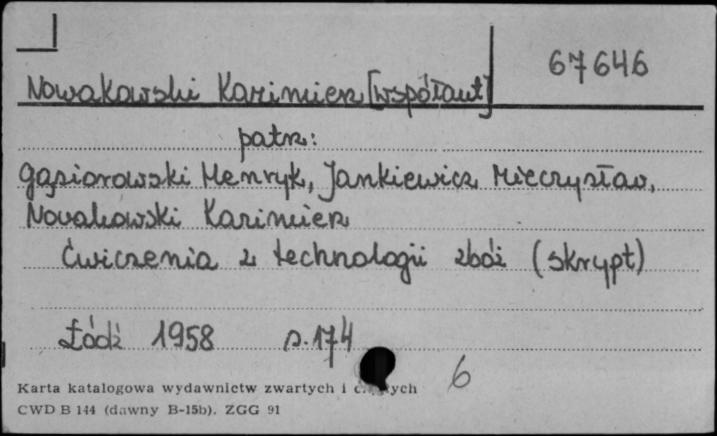 67646
Nowakowski Kazimierz [współaut]
patrz:
Gąsiorowski Henryk, Jankiewicz Mieczysław,
Nowakowski Kazimierz
Ćwiczenia z technologii zbóż (skrypt)
Łódź 1958 s. 174
6
Karta katalogowa wydawnictw zwartych i
CWD B 144 (dawny B-15b). ZGG 91